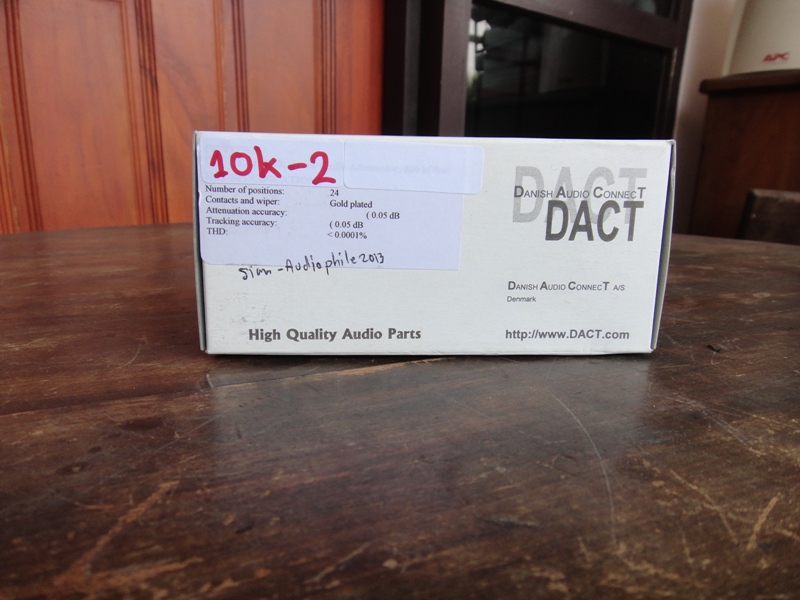 10k-2
Number of positions: 24
Contacts and wiper: Gold plated
Attenuation accuracy: ( 0.05 dB
Tracking accuracy: ( 0.05 dB
THD: < 0.0001%
-Audiophile2013
High Quality Audio Parts
DACT
DANISH AUDIO CONNECT
DACT
DANISH AUDIO CONNECT A/S
Denmark
http://www.DACT.com
APC